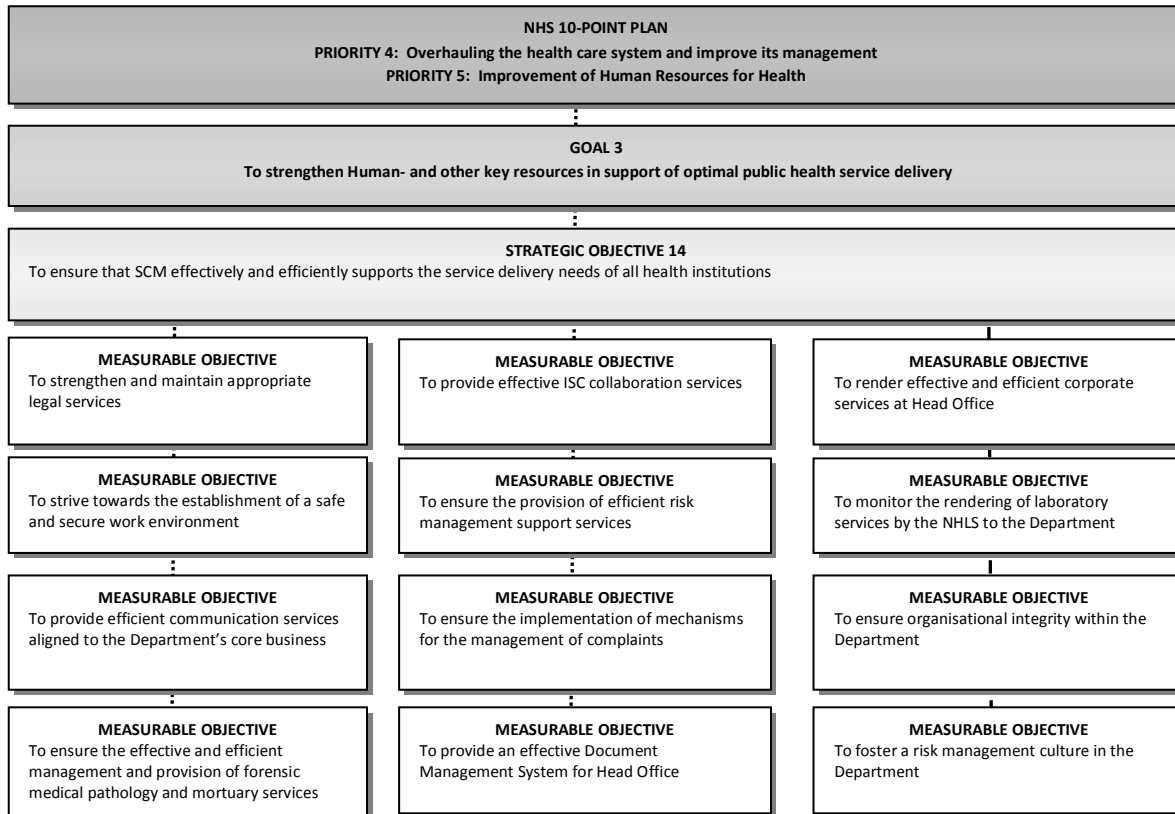 NHS 10-POINT PLAN
PRIORITY 4: Overhauling the health care system and improve its management
PRIORITY 5: Improvement of Human Resources for Health
GOAL 3
To strengthen Human- and other key resources in support of optimal public health service delivery
STRATEGIC OBJECTIVE 14
To ensure that SCM effectively and efficiently supports the service delivery needs of all health institutions
MEASURABLE OBJECTIVE
To strengthen and maintain appropriate
legal services
MEASURABLE OBJECTIVE
To provide effective ISC collaboration services
MEASURABLE OBJECTIVE
To render effective and efficient corporate
services at Head Office
MEASURABLE OBJECTIVE
To strive towards the establishment of a safe
and secure work environment
MEASURABLE OBJECTIVE
To ensure the provision of efficient risk
management support services
MEASURABLE OBJECTIVE
To monitor the rendering of laboratory
services by the NHLS to the Department
MEASURABLE OBJECTIVE
To provide efficient communication services
aligned to the Department’s core business
MEASURABLE OBJECTIVE
To ensure the implementation of mechanisms
for the management of complaints
MEASURABLE OBJECTIVE
To ensure organisational integrity within the
Department
MEASURABLE OBJECTIVE
To ensure the effective and efficient
management and provision of forensic
medical pathology and mortuary services
MEASURABLE OBJECTIVE
To provide an effective Document
Management System for Head Office
MEASURABLE OBJECTIVE
To foster a risk management culture in the
Department